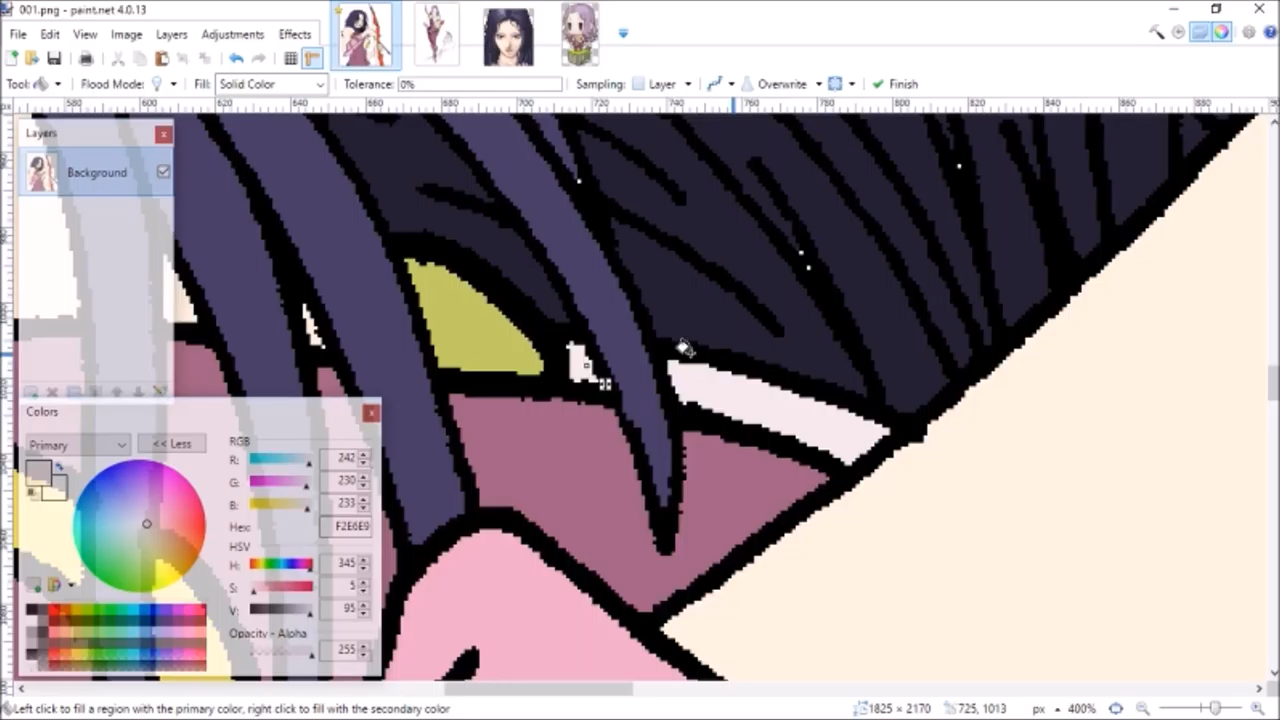 001.png - paint.net 4.0.13
File Edit View Image Layers Adjustments Effects
Tool: Flood Mode: Fill: Solid Color Tolerance: 0% Sampling: Layer Overwrite Finish
px 580 600 620 640 660 680 700 720 740 760 780 800 820 840 860 880
Layers
Background
Colors
Primary << Less RGB
R: 242
G: 230
B: 233
Hex: F2E6E9
HSV
H: 345
S: 5
V: 95
Opacity - Alpha
255
Left click to fill a region with the primary color, right click to fill with the secondary color 1825 × 2170 725, 1013 px 400%